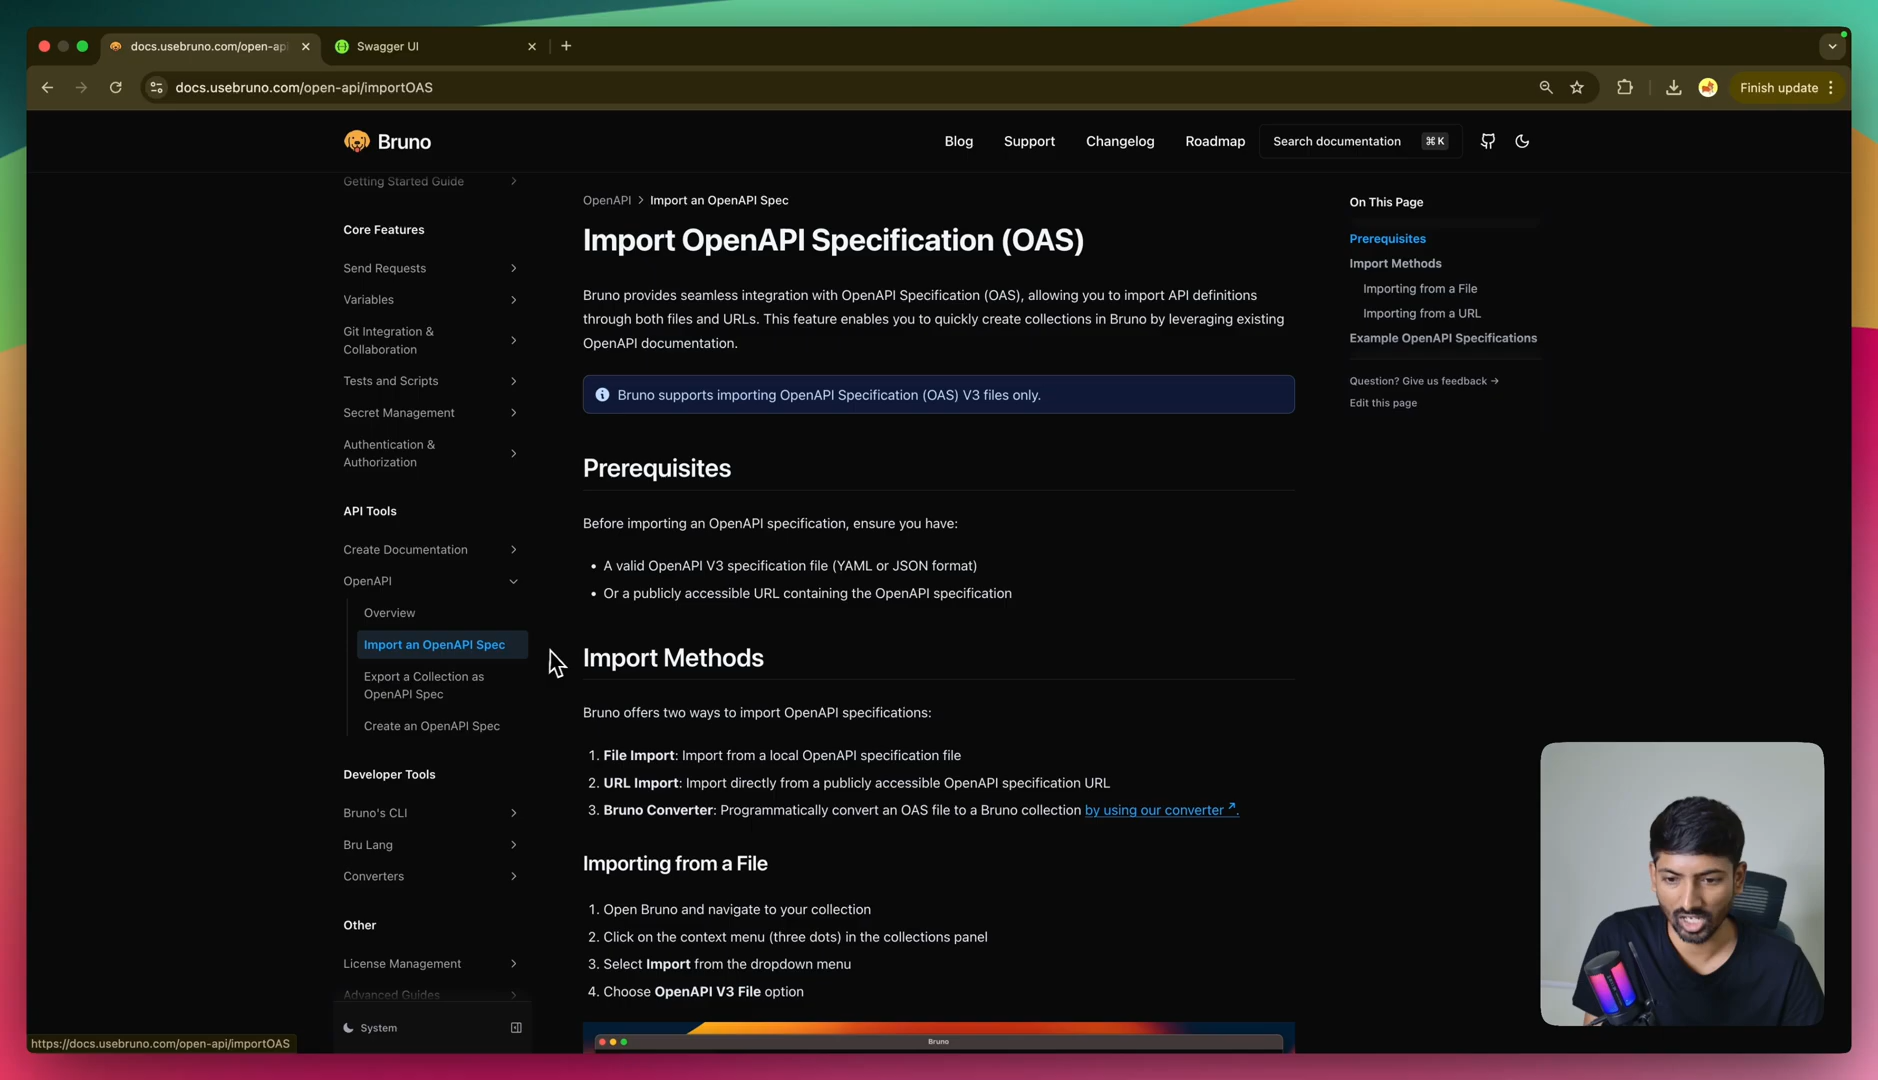 docs.usebruno.com/open-api
Swagger UI
docs.usebruno.com/open-api/importOAS
Finish update
Bruno
Blog
Support
Changelog
Roadmap
Search documentation
⌘ K
Getting Started Guide
Core Features
Send Requests
Variables
Git Integration &
Collaboration
Tests and Scripts
Secret Management
Authentication &
Authorization
API Tools
Create Documentation
OpenAPI
Overview
Import an OpenAPI Spec
Export a Collection as
OpenAPI Spec
Create an OpenAPI Spec
Developer Tools
Bruno's CLI
Bru Lang
Converters
Other
License Management
Advanced Guides
System
https://docs.usebruno.com/open-api/importOAS
OpenAPI > Import an OpenAPI Spec
Import OpenAPI Specification (OAS)
Bruno provides seamless integration with OpenAPI Specification (OAS), allowing you to import API definitions
through both files and URLs. This feature enables you to quickly create collections in Bruno by leveraging existing
OpenAPI documentation.
Bruno supports importing OpenAPI Specification (OAS) V3 files only.
Prerequisites
Before importing an OpenAPI specification, ensure you have:
• A valid OpenAPI V3 specification file (YAML or JSON format)
• Or a publicly accessible URL containing the OpenAPI specification
Import Methods
Bruno offers two ways to import OpenAPI specifications:
1. File Import: Import from a local OpenAPI specification file
2. URL Import: Import directly from a publicly accessible OpenAPI specification URL
3. Bruno Converter: Programmatically convert an OAS file to a Bruno collection by using our converter ↗.
Importing from a File
1. Open Bruno and navigate to your collection
2. Click on the context menu (three dots) in the collections panel
3. Select Import from the dropdown menu
4. Choose OpenAPI V3 File option
Bruno
On This Page
Prerequisites
Import Methods
Importing from a File
Importing from a URL
Example OpenAPI Specifications
Question? Give us feedback →
Edit this page